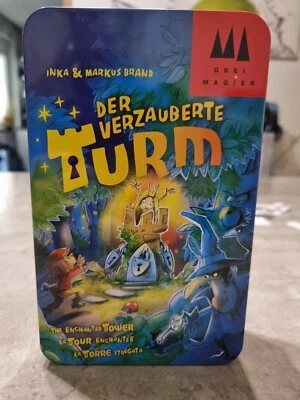 INKA & MARKUS BRAND
DREI
MAGIER
DER
VERZAUBERTE
TURM
THE ENCHANTED TOWER
LA TOUR ENCHANTÉE
LA TORRE STREGATA